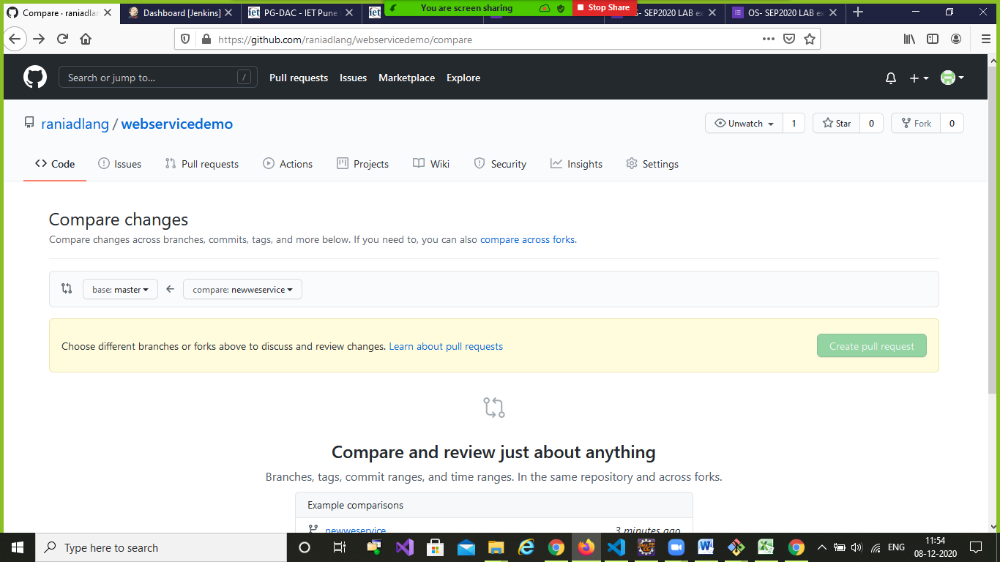 Compare · raniadlang
Dashboard [Jenkins]
PG-DAC - IET Pune
iet
You are screen sharing
Stop Share
- SEP2020 LAB ex
OS- SEP2020 LAB ex
https://github.com/raniadlang/webservicedemo/compare
Search or jump to...
/
Pull requests
Issues
Marketplace
Explore
raniadlang / webservicedemo
Unwatch
1
Star
0
Fork
0
Code
Issues
Pull requests
Actions
Projects
Wiki
Security
Insights
Settings
Compare changes
Compare changes across branches, commits, tags, and more below. If you need to, you can also compare across forks.
base: master
compare: newweservice
Choose different branches or forks above to discuss and review changes. Learn about pull requests
Create pull request
Compare and review just about anything
Branches, tags, commit ranges, and time ranges. In the same repository and across forks.
Example comparisons
newweservice
3 minutes ago
Type here to search
ENG
11:54
08-12-2020